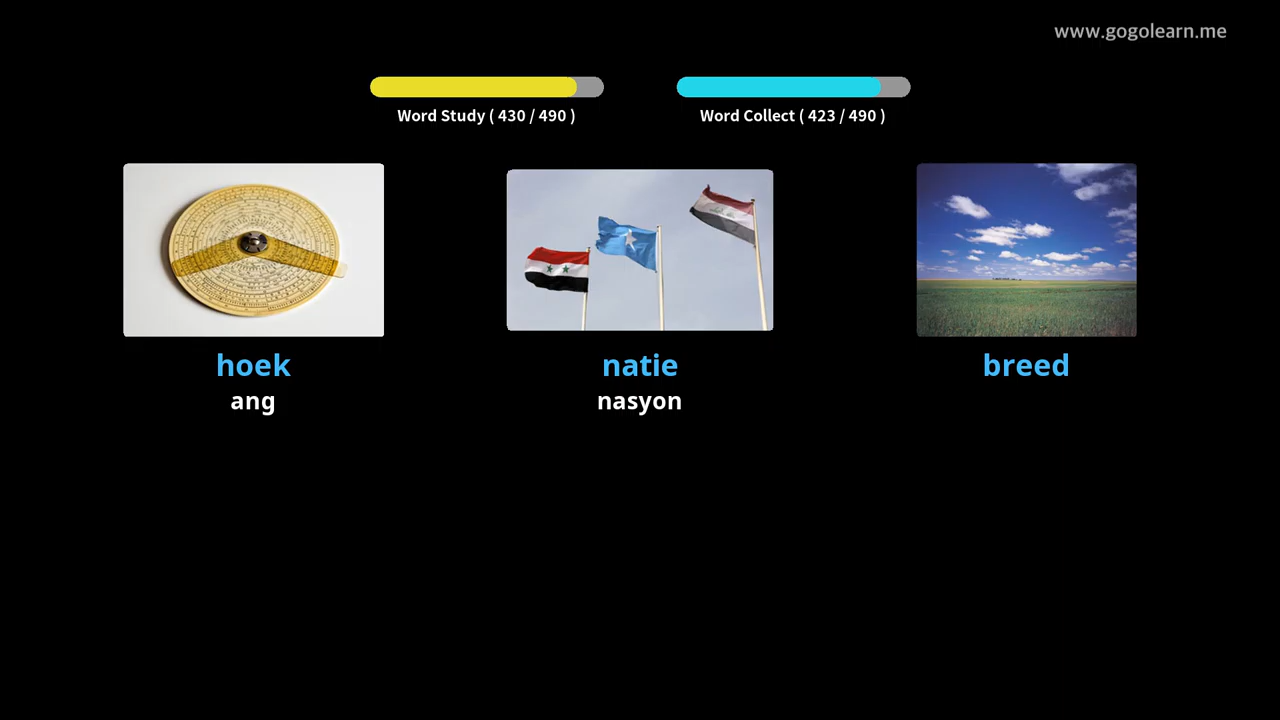 www.gogolearn.me
Word Study ( 430 / 490 )
Word Collect ( 423 / 490 )
hoek
ang
natie
nasyon
breed